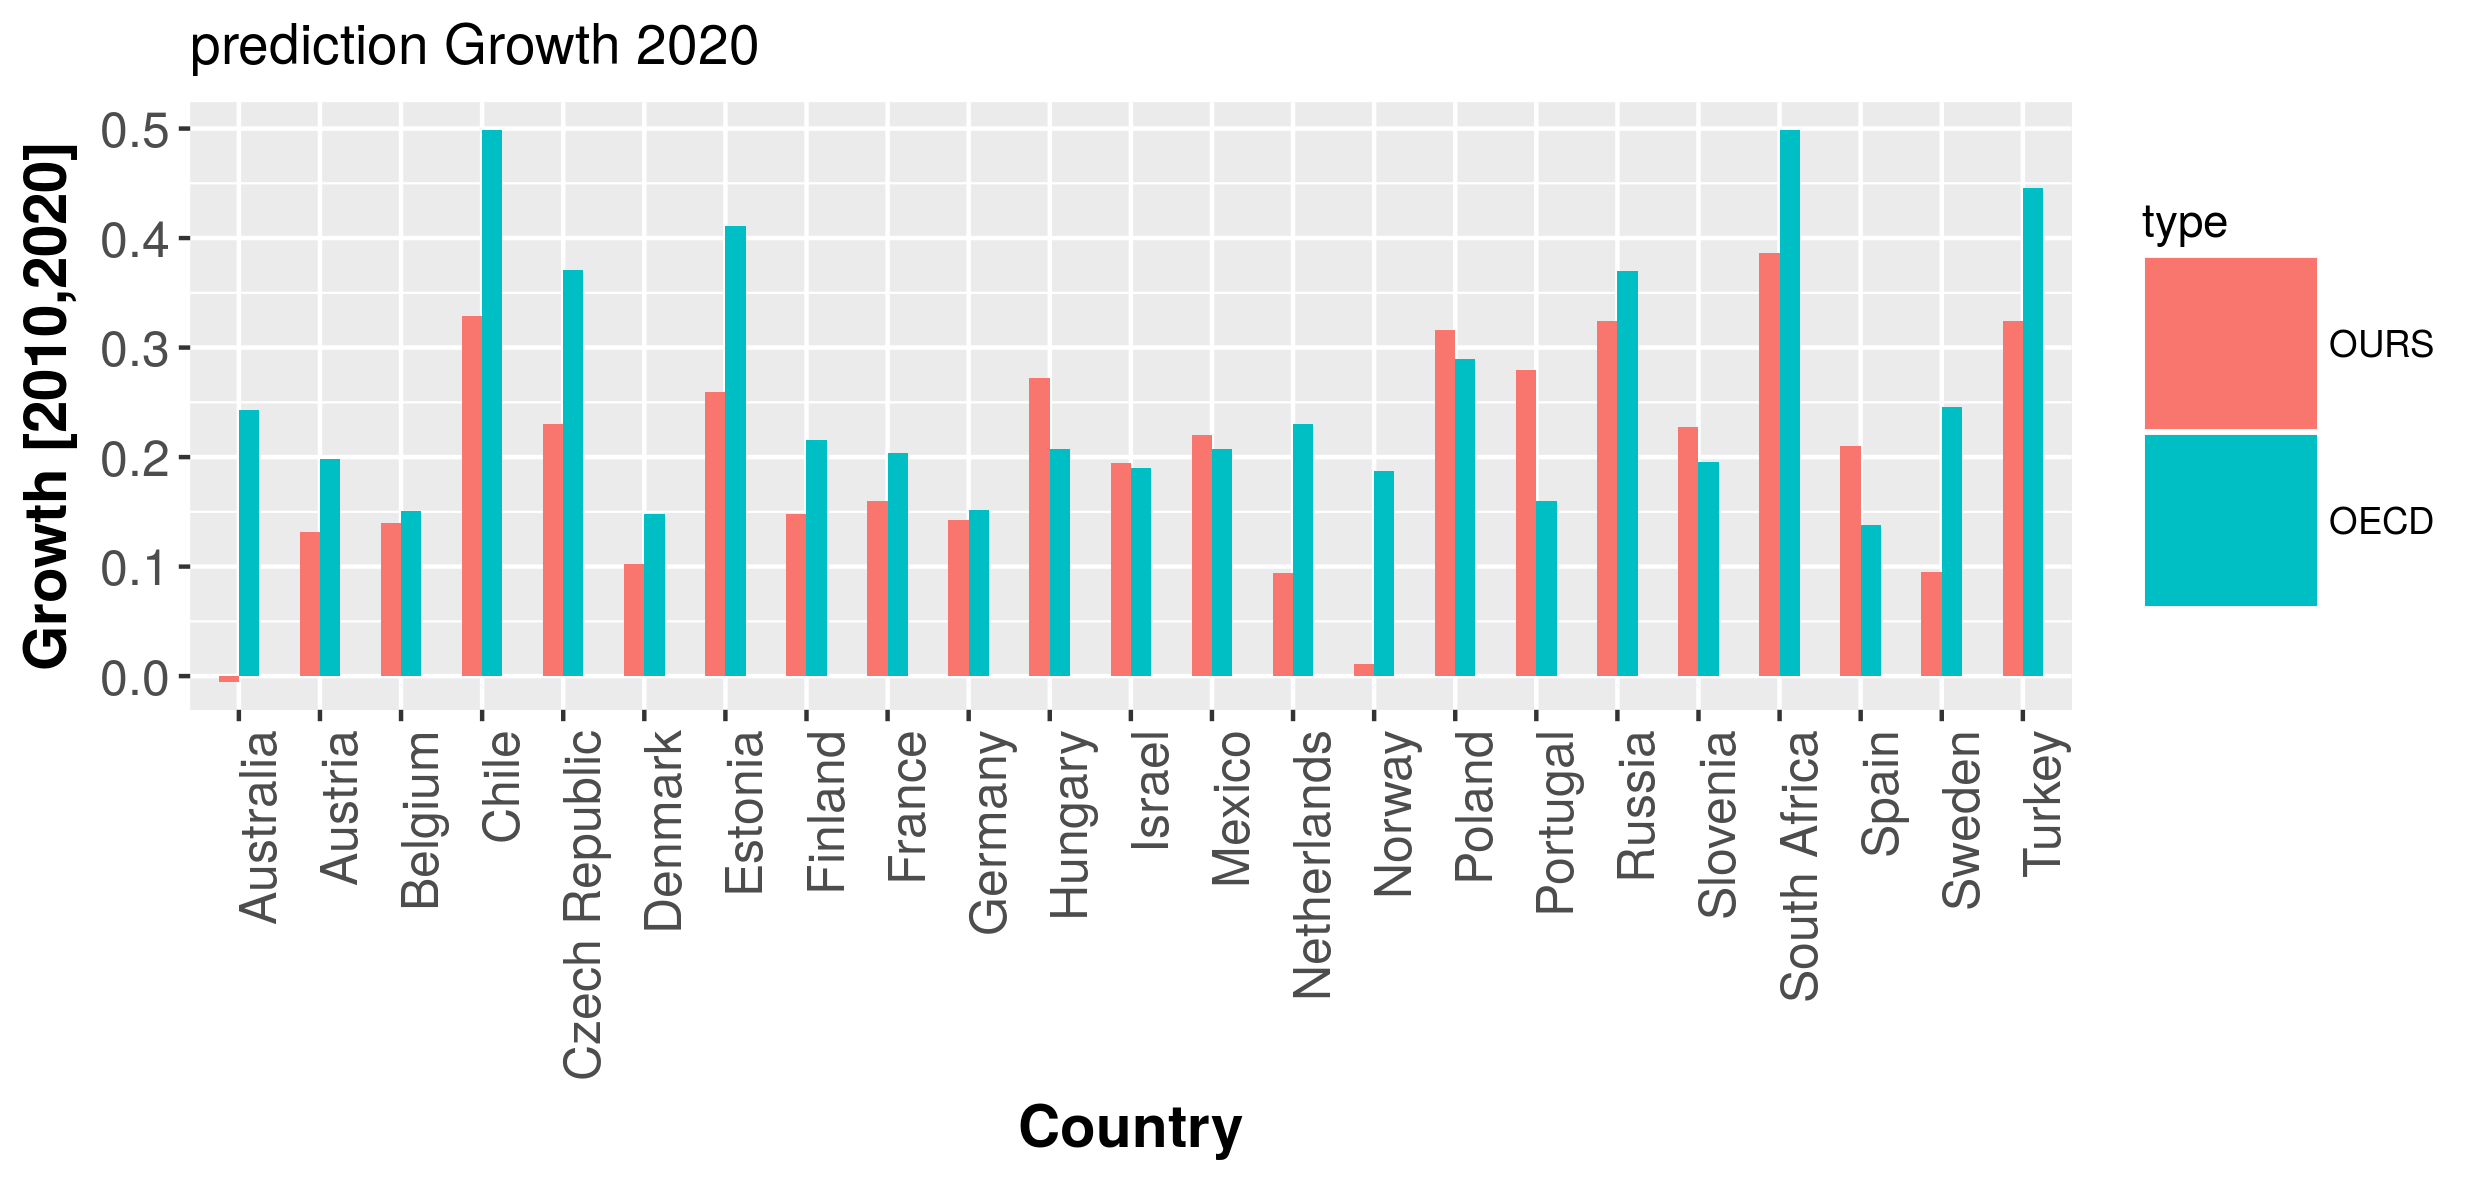 prediction Growth 2020
Growth [2010,2020]
0.5
0.4
0.3
0.2
0.1
0.0
Australia
Austria
Belgium
Chile
Czech Republic
Denmark
Estonia
Finland
France
Germany
Hungary
Israel
Mexico
Netherlands
Norway
Poland
Portugal
Russia
Slovenia
South Africa
Spain
Sweden
Turkey
Country
type
OURS
OECD